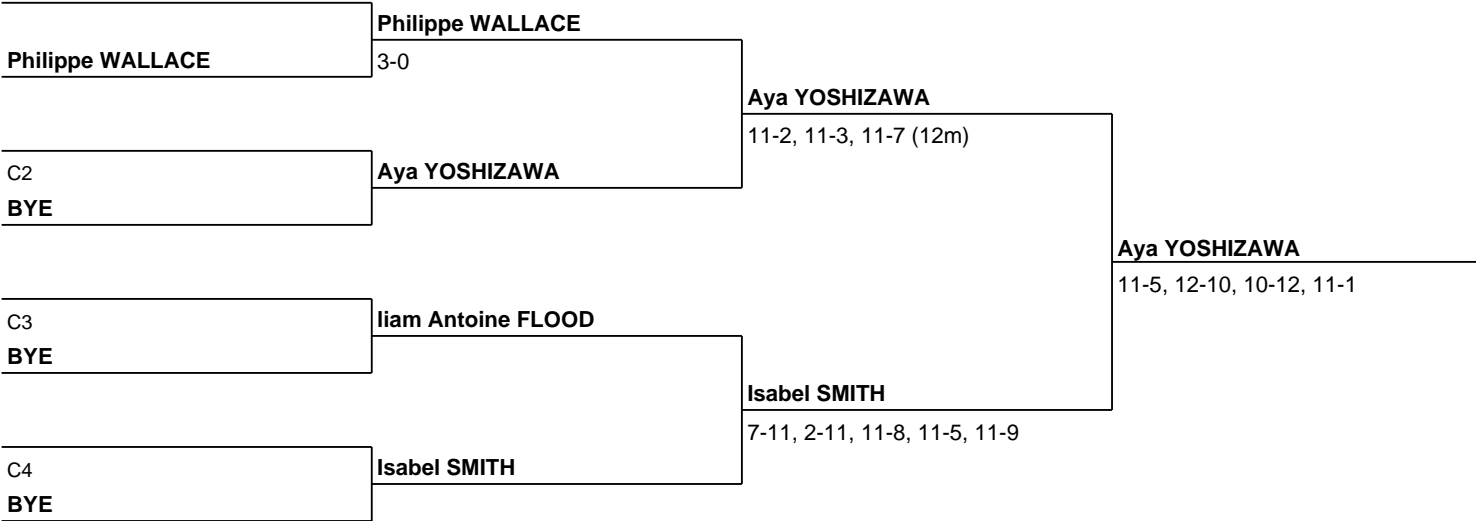 Philippe WALLACE
Philippe WALLACE
3-0
Aya YOSHIZAWA
11-2, 11-3, 11-7 (12m)
C2
Aya YOSHIZAWA
BYE
Aya YOSHIZAWA
11-5, 12-10, 10-12, 11-1
C3
liam Antoine FLOOD
BYE
Isabel SMITH
7-11, 2-11, 11-8, 11-5, 11-9
C4
Isabel SMITH
BYE